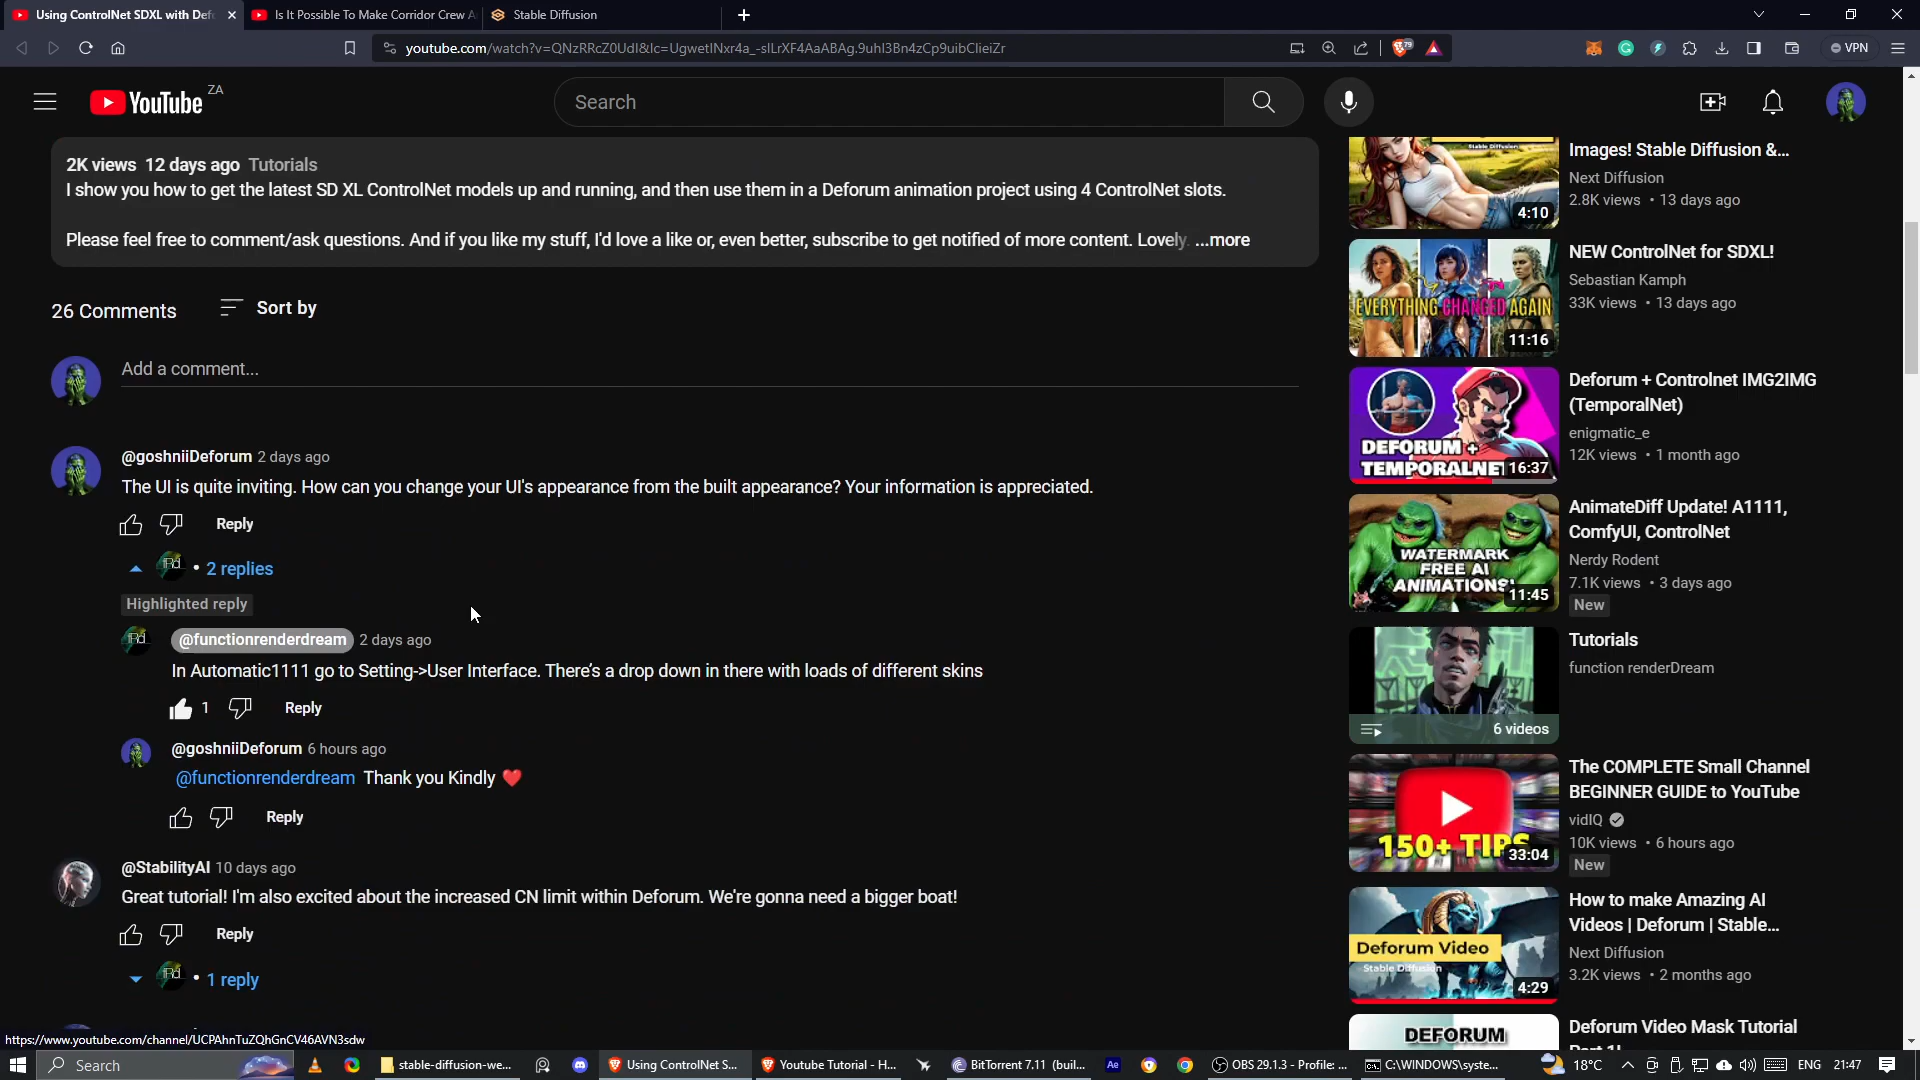 Using ControlNet SDXL with Def
Is It Possible To Make Corridor Crew A
Stable Diffusion
youtube.com/watch?v=QNzRRcZ0UdI&lc=UgwetINxr4a_-slLrXF4AaABAg.9uhI3Bn4zCp9uibClieiZr
79
VPN
YouTube ZA
Search
2K views 12 days ago Tutorials
I show you how to get the latest SD XL ControlNet models up and running, and then use them in a Deforum animation project using 4 ControlNet slots.
Please feel free to comment/ask questions. And if you like my stuff, I'd love a like or, even better, subscribe to get notified of more content. Lovely. ...more
26 Comments
Sort by
Add a comment...
@goshniiDeforum 2 days ago
The UI is quite inviting. How can you change your UI's appearance from the built appearance? Your information is appreciated.
Reply
2 replies
Highlighted reply
@functionrenderdream 2 days ago
In Automatic1111 go to Setting->User Interface. There's a drop down in there with loads of different skins
1
Reply
@goshniiDeforum 6 hours ago
@functionrenderdream Thank you Kindly ❤️
Reply
@StabilityAI 10 days ago
Great tutorial! I'm also excited about the increased CN limit within Deforum. We're gonna need a bigger boat!
Reply
1 reply
Stable Diffusion
4:10
Images! Stable Diffusion &...
Next Diffusion
2.8K views • 13 days ago
EVERYTHING CHANGED AGAIN
11:16
NEW ControlNet for SDXL!
Sebastian Kamph
33K views • 13 days ago
DEFORUM +
TEMPORALNET
16:37
Deforum + Controlnet IMG2IMG
(TemporalNet)
enigmatic_e
12K views • 1 month ago
WATERMARK
FREE AI
ANIMATIONS!
11:45
AnimateDiff Update! A1111,
ComfyUI, ControlNet
Nerdy Rodent
7.1K views • 3 days ago
New
6 videos
Tutorials
function renderDream
150+ TIPS
33:04
The COMPLETE Small Channel
BEGINNER GUIDE to YouTube
vidIQ
10K views • 6 hours ago
New
Deforum Video
Stable Diffusion
4:29
How to make Amazing AI
Videos | Deforum | Stable...
Next Diffusion
3.2K views • 2 months ago
DEFORUM
Deforum Video Mask Tutorial
https://www.youtube.com/channel/UCPAhnTuZQhGnCV46AVN3sdw
Search
stable-diffusion-we...
Using ControlNet S...
Youtube Tutorial - H...
BitTorrent 7.11 (buil...
Ae
OBS 29.1.3 - Profile: ...
C:\WINDOWS\syste...
18°C
ENG
21:47